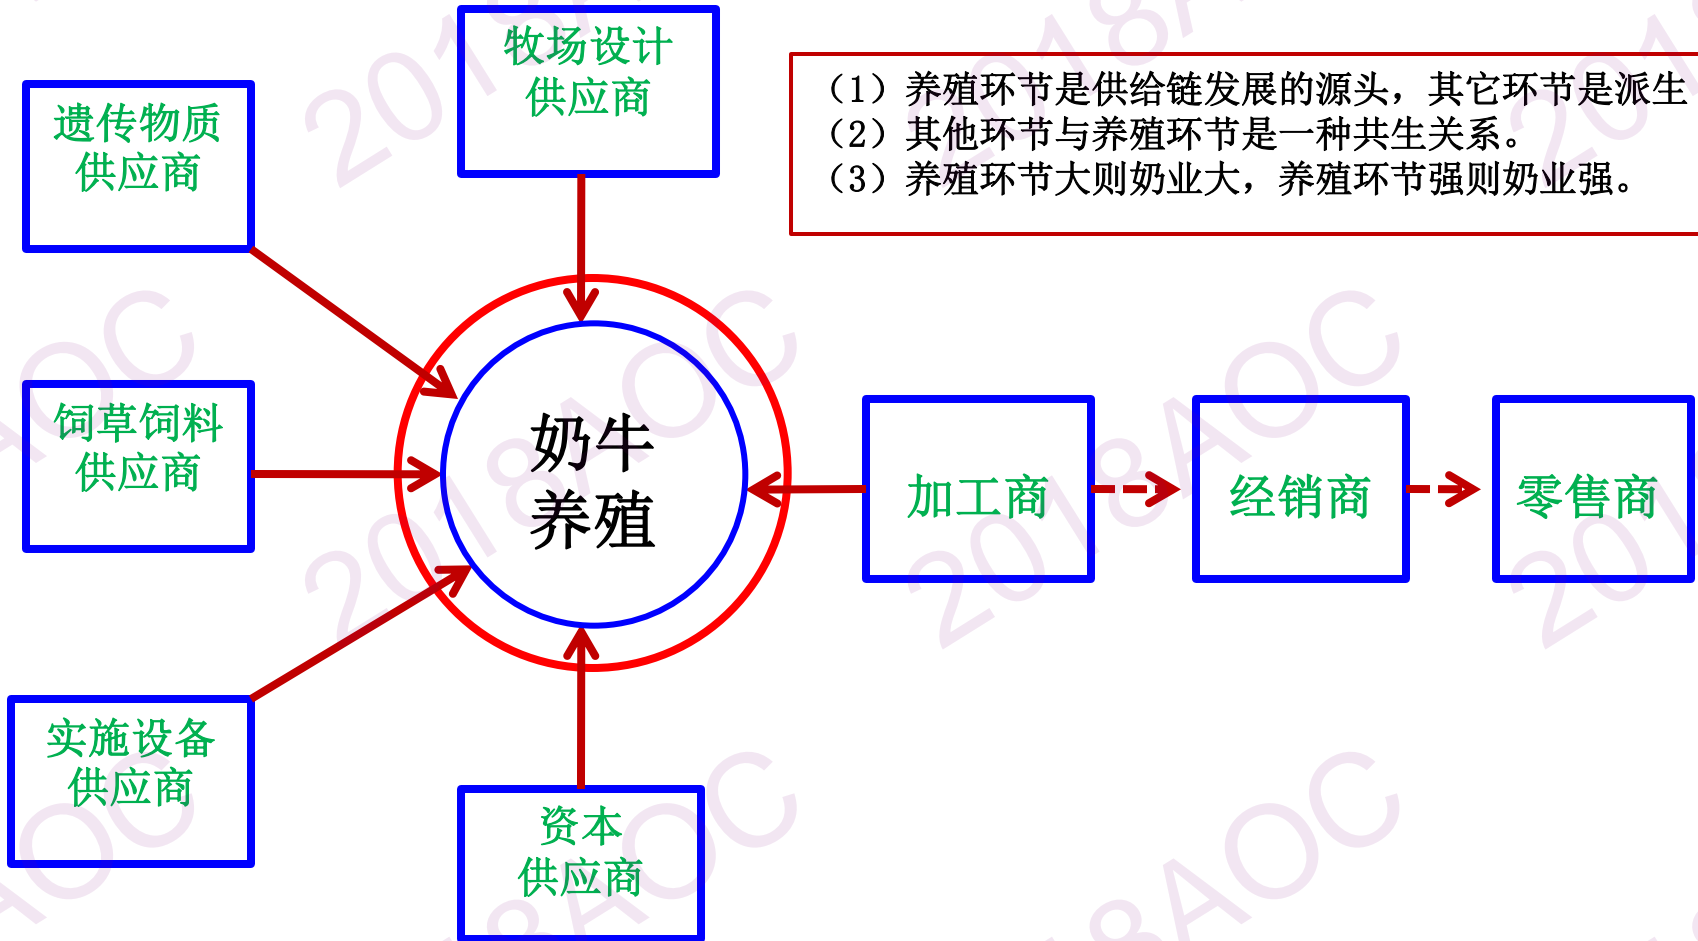 牧场设计
供应商
（1）养殖环节是供给链发展的源头，其它环节是派生
（2）其他环节与养殖环节是一种共生关系。
（3）养殖环节大则奶业大，养殖环节强则奶业强。
遗传物质
供应商
饲草饲料
供应商
奶牛
养殖
加工商
经销商
零售商
实施设备
供应商
资本
供应商
2018AOC
2018AOC
2018AOC